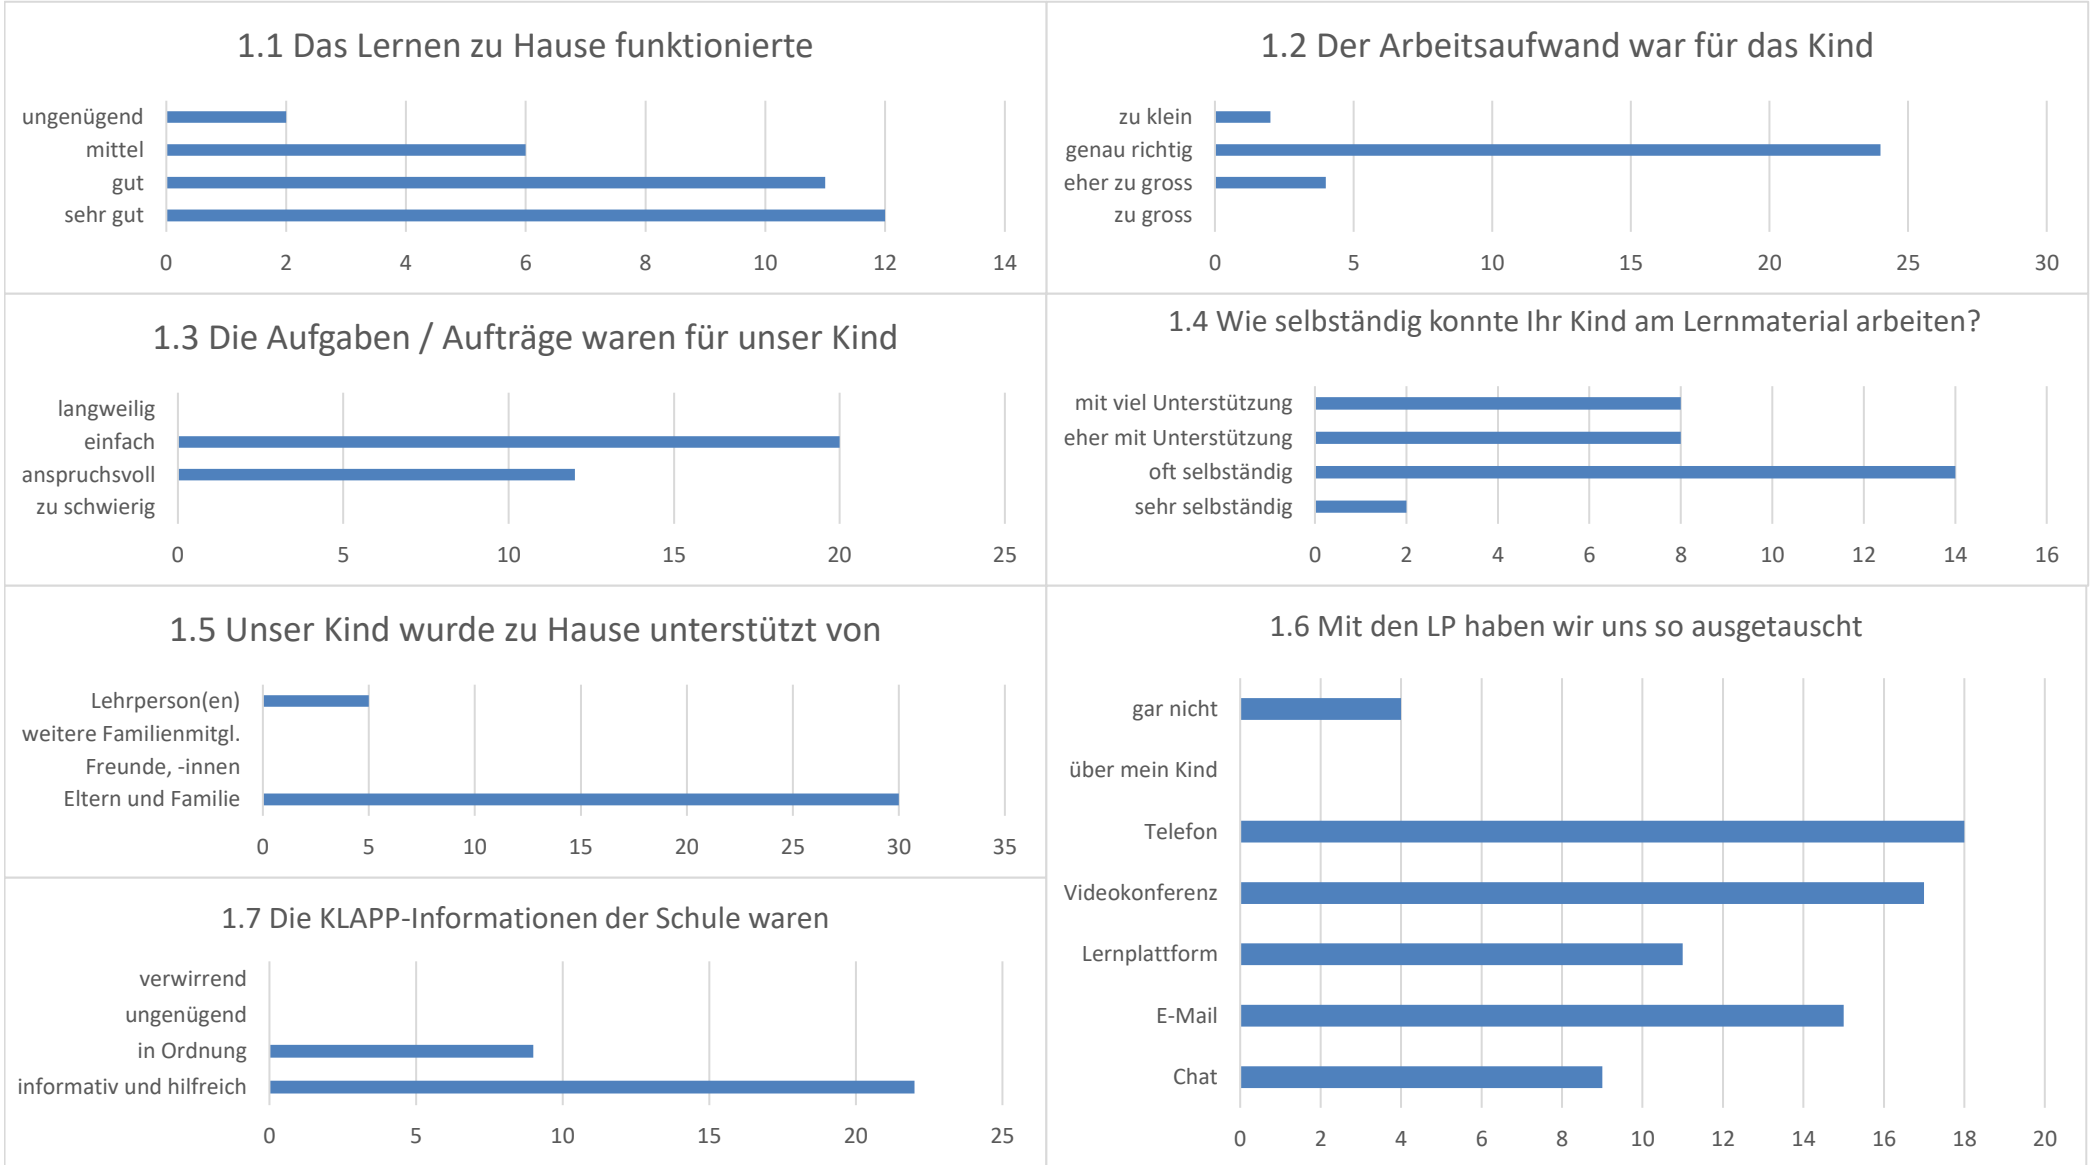 1.1 Das Lernen zu Hause funktionierte
ungenügend
mittel
gut
sehr gut
0 2 4 6 8 10 12 14
1.2 Der Arbeitsaufwand war für das Kind
zu klein
genau richtig
eher zu gross
zu gross
0 5 10 15 20 25 30
1.3 Die Aufgaben / Aufträge waren für unser Kind
langweilig
einfach
anspruchsvoll
zu schwierig
0 5 10 15 20 25
1.4 Wie selbständig konnte Ihr Kind am Lernmaterial arbeiten?
mit viel Unterstützung
eher mit Unterstützung
oft selbständig
sehr selbständig
0 2 4 6 8 10 12 14 16
1.5 Unser Kind wurde zu Hause unterstützt von
Lehrperson(en)
weitere Familienmitgl.
Freunde, -innen
Eltern und Familie
0 5 10 15 20 25 30 35
1.6 Mit den LP haben wir uns so ausgetauscht
gar nicht
über mein Kind
Telefon
Videokonferenz
Lernplattform
E-Mail
Chat
0 2 4 6 8 10 12 14 16 18 20
1.7 Die KLAPP-Informationen der Schule waren
verwirrend
ungenügend
in Ordnung
informativ und hilfreich
0 5 10 15 20 25